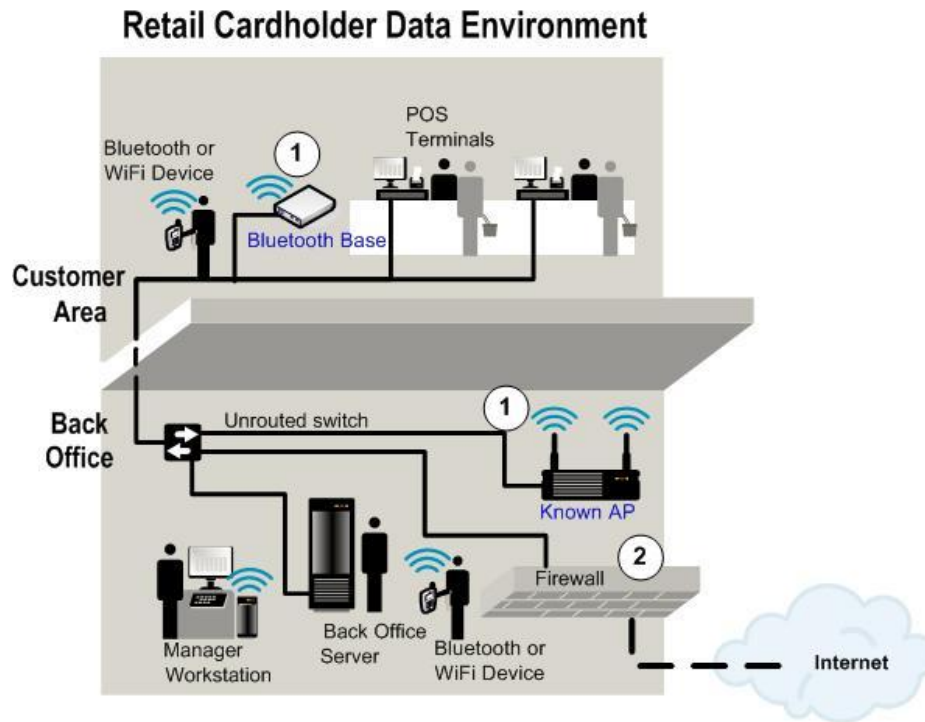 Retail Cardholder Data Environment
POS
Terminals
Bluetooth or
WiFi Device
1
Bluetooth Base
Customer
Area
Back
Office
Unrouted switch
1
Known AP
2
Firewall
Manager
Workstation
Back Office
Server
Bluetooth or
WiFi Device
Internet